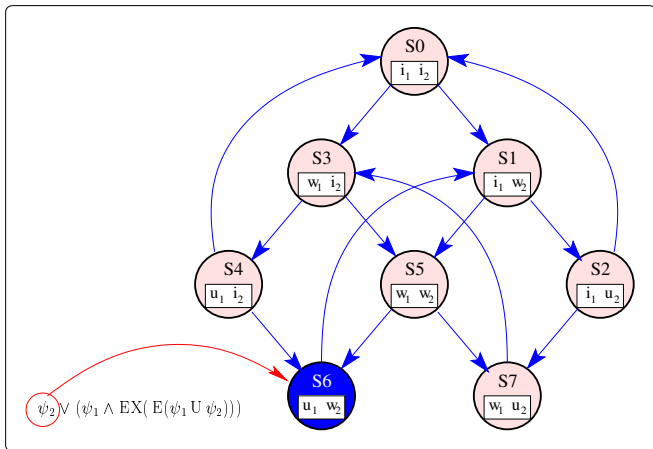 S0
i₁ i₂
S3
S1
w₁ i₂
i₁ w₂
S4
S5
S2
u₁ i₂
w₁ w₂
i₁ u₂
S6
S7
u₁ w₂
w₁ u₂
ψ₂ ∨ (ψ₁ ∧ EX( E(ψ₁ U ψ₂)))